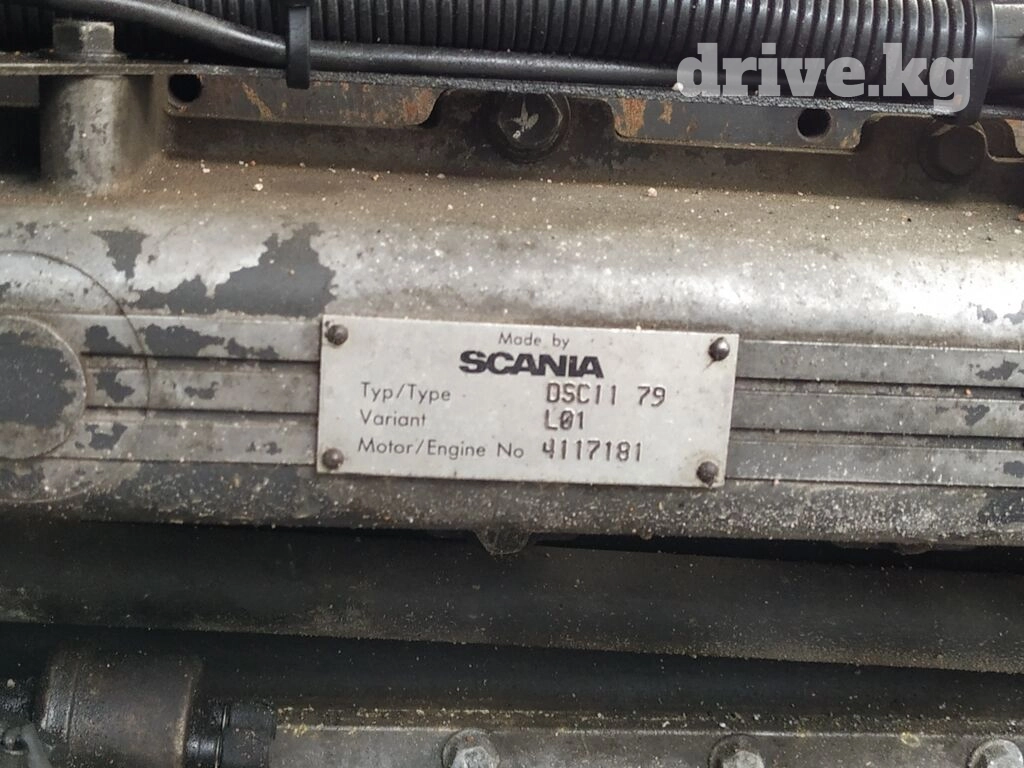 drive.kg
Made by
SCANIA
Typ/Type DSC11 79
Variant L01
Motor/Engine No 4117181